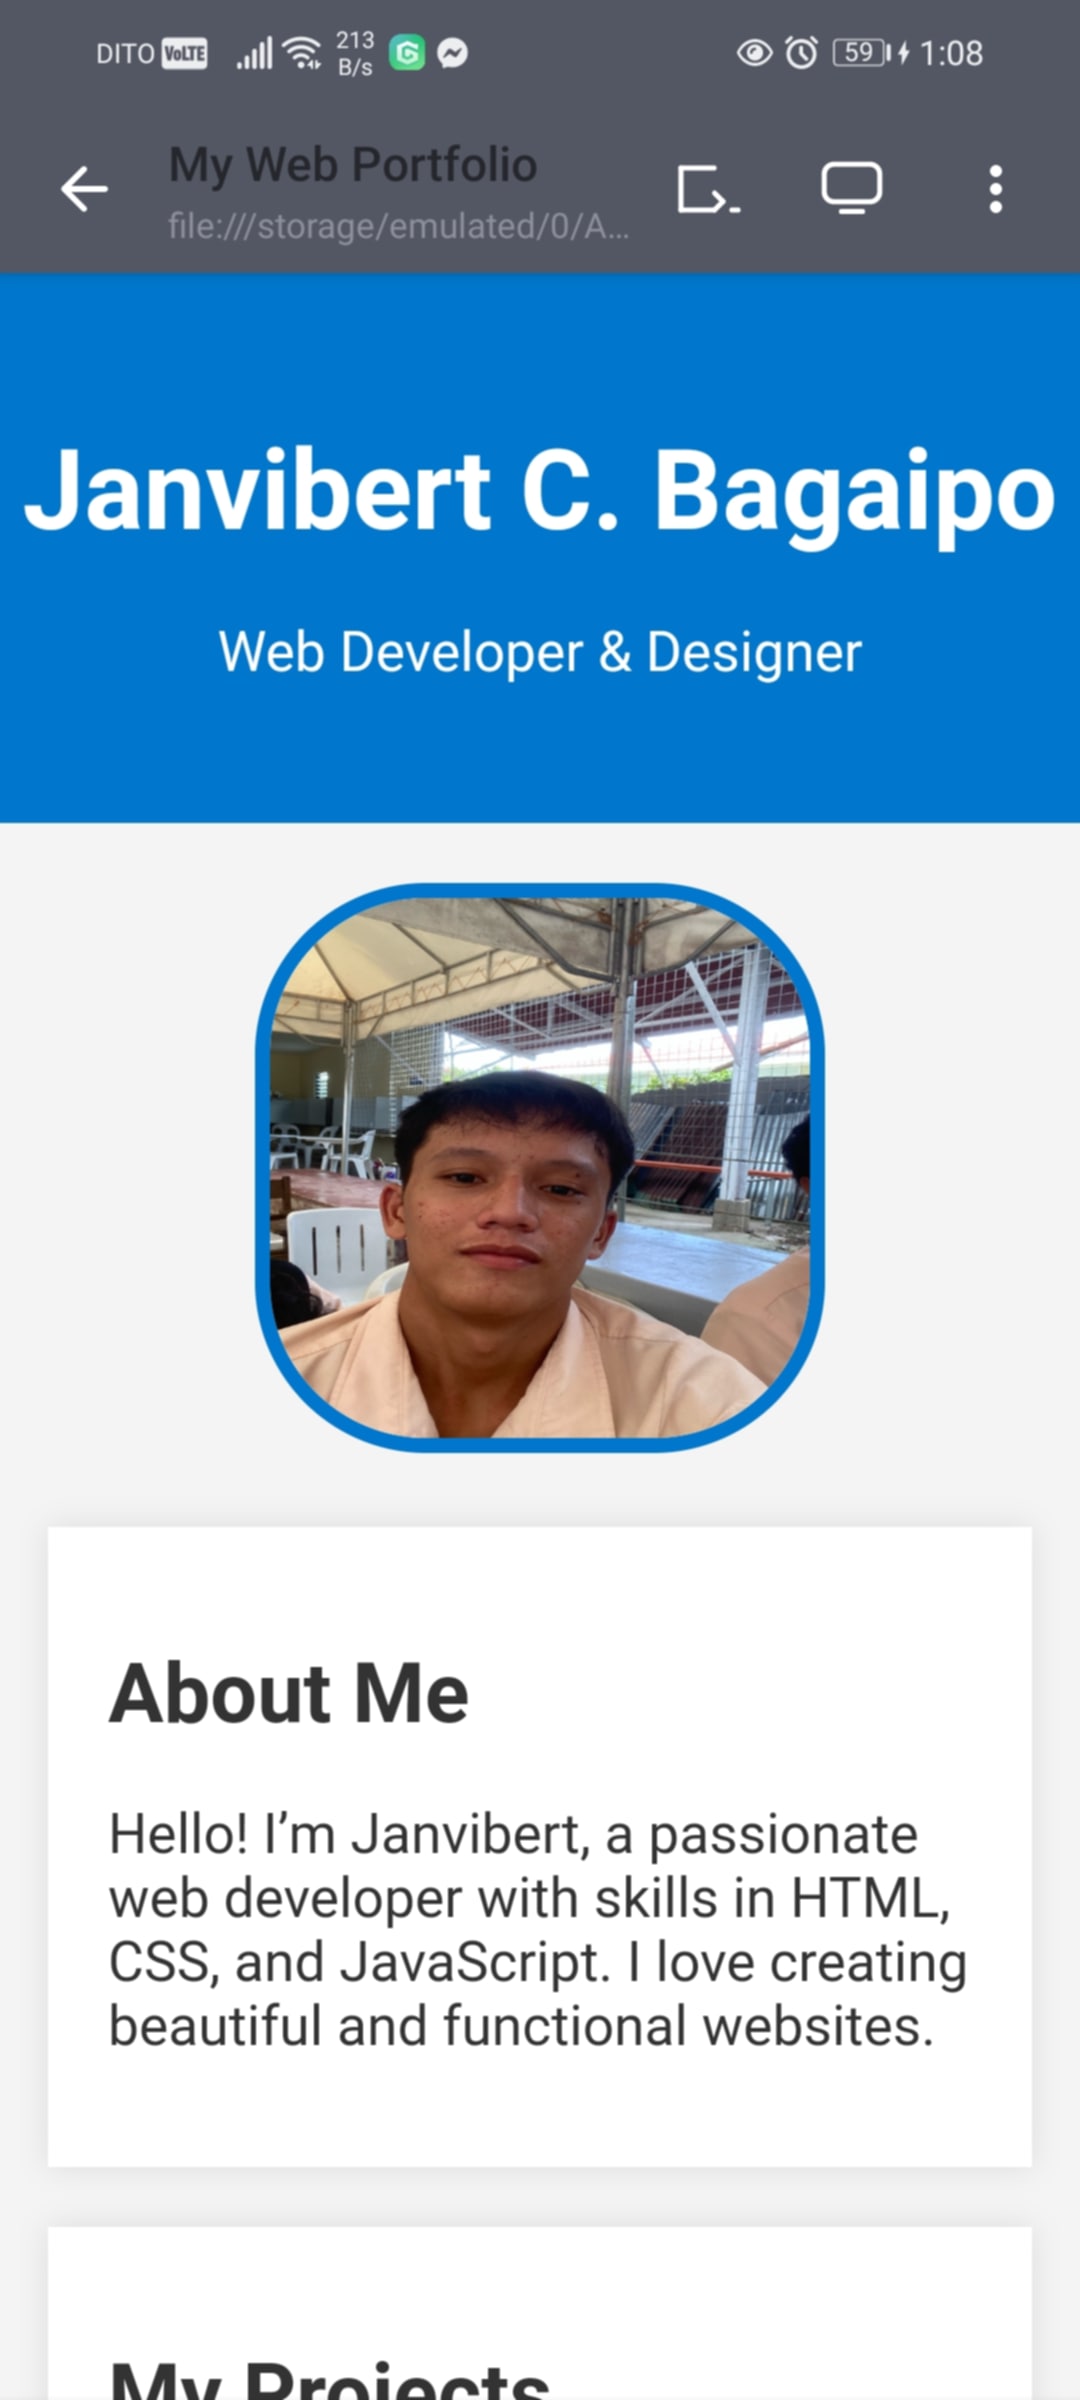 DITO VoLTE 213 B/s 59 1:08
My Web Portfolio
file:///storage/emulated/0/A...
Janvibert C. Bagaipo
Web Developer & Designer
About Me
Hello! I’m Janvibert, a passionate
web developer with skills in HTML,
CSS, and JavaScript. I love creating
beautiful and functional websites.
My Projects